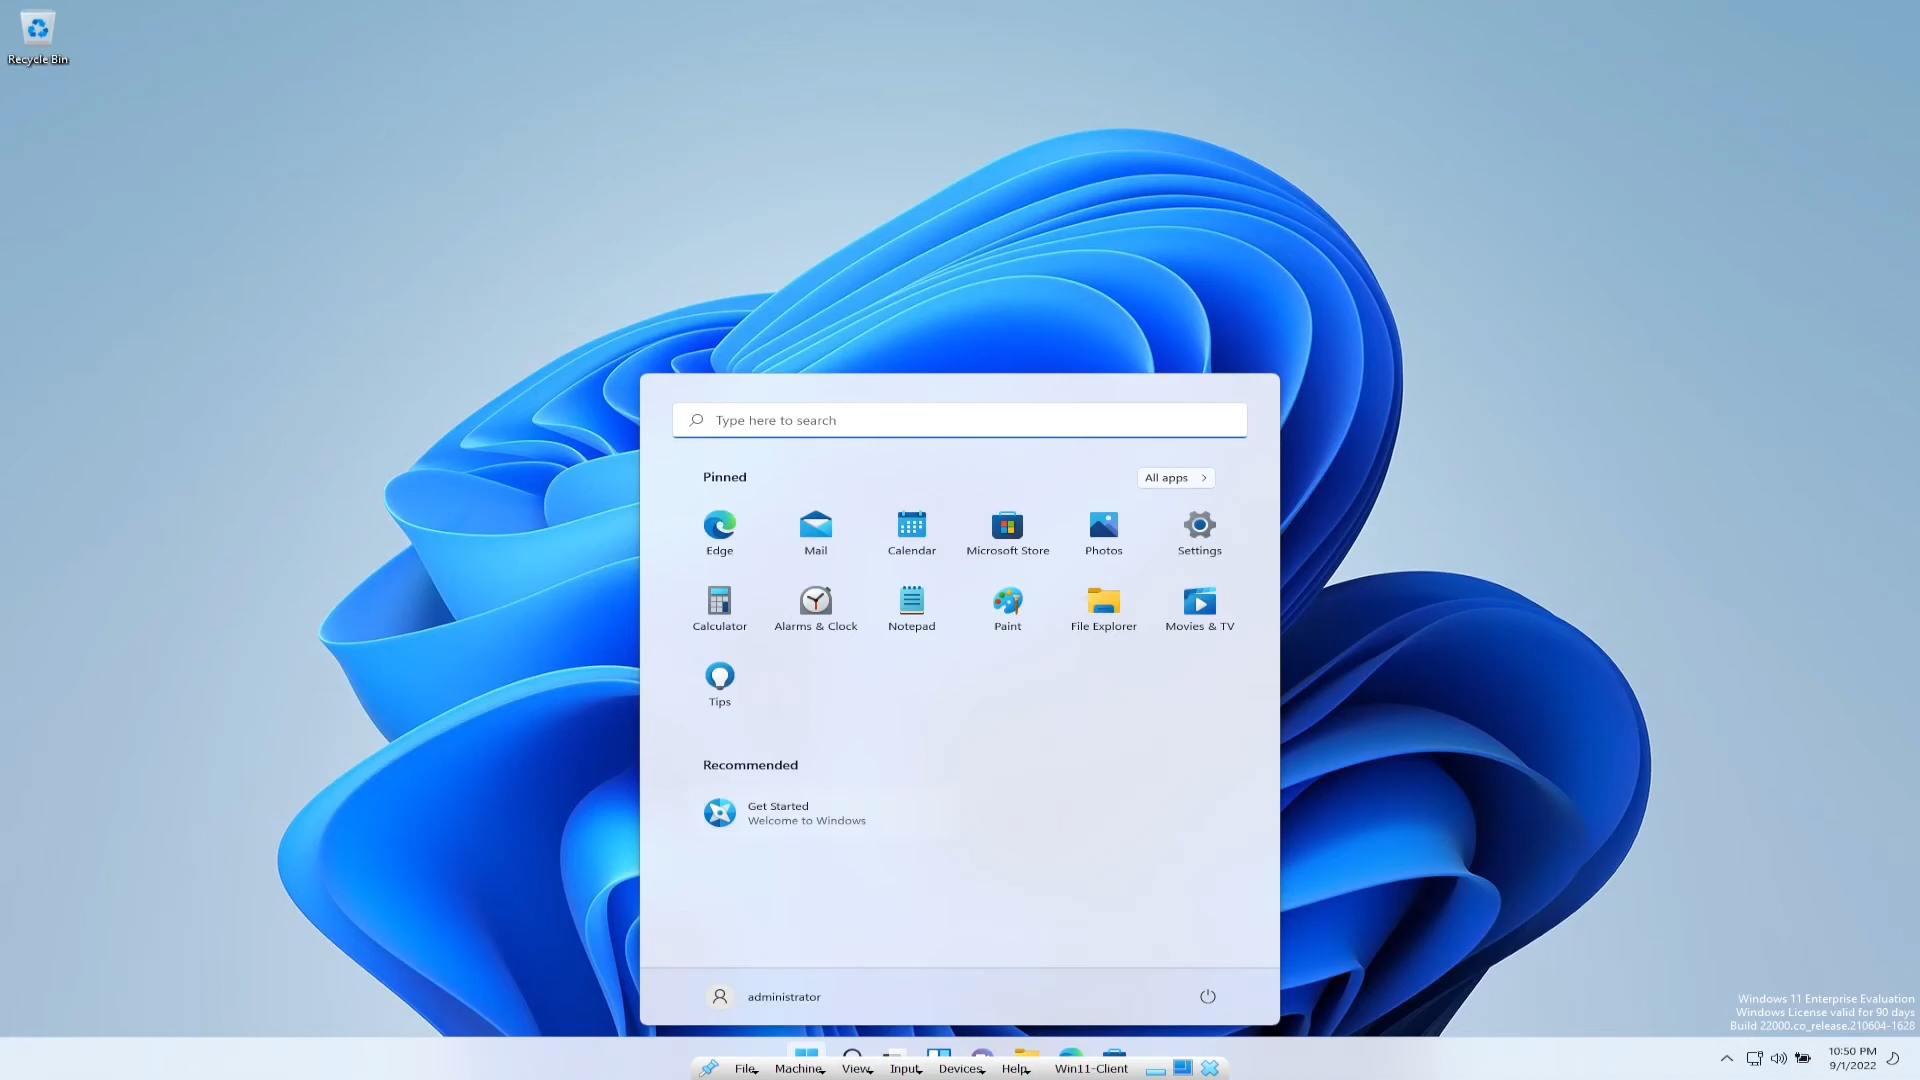 Recycle Bin
Type here to search
Pinned
All apps
Edge
Mail
Calendar
Microsoft Store
Photos
Settings
Calculator
Alarms & Clock
Notepad
Paint
File Explorer
Movies & TV
Tips
Recommended
Get Started
Welcome to Windows
administrator
Windows 11 Enterprise Evaluation
Windows License valid for 90 days
Build 22000.co_release.210604-1628
File Machine View Input Devices Help Win11-Client
10:50 PM
9/1/2022